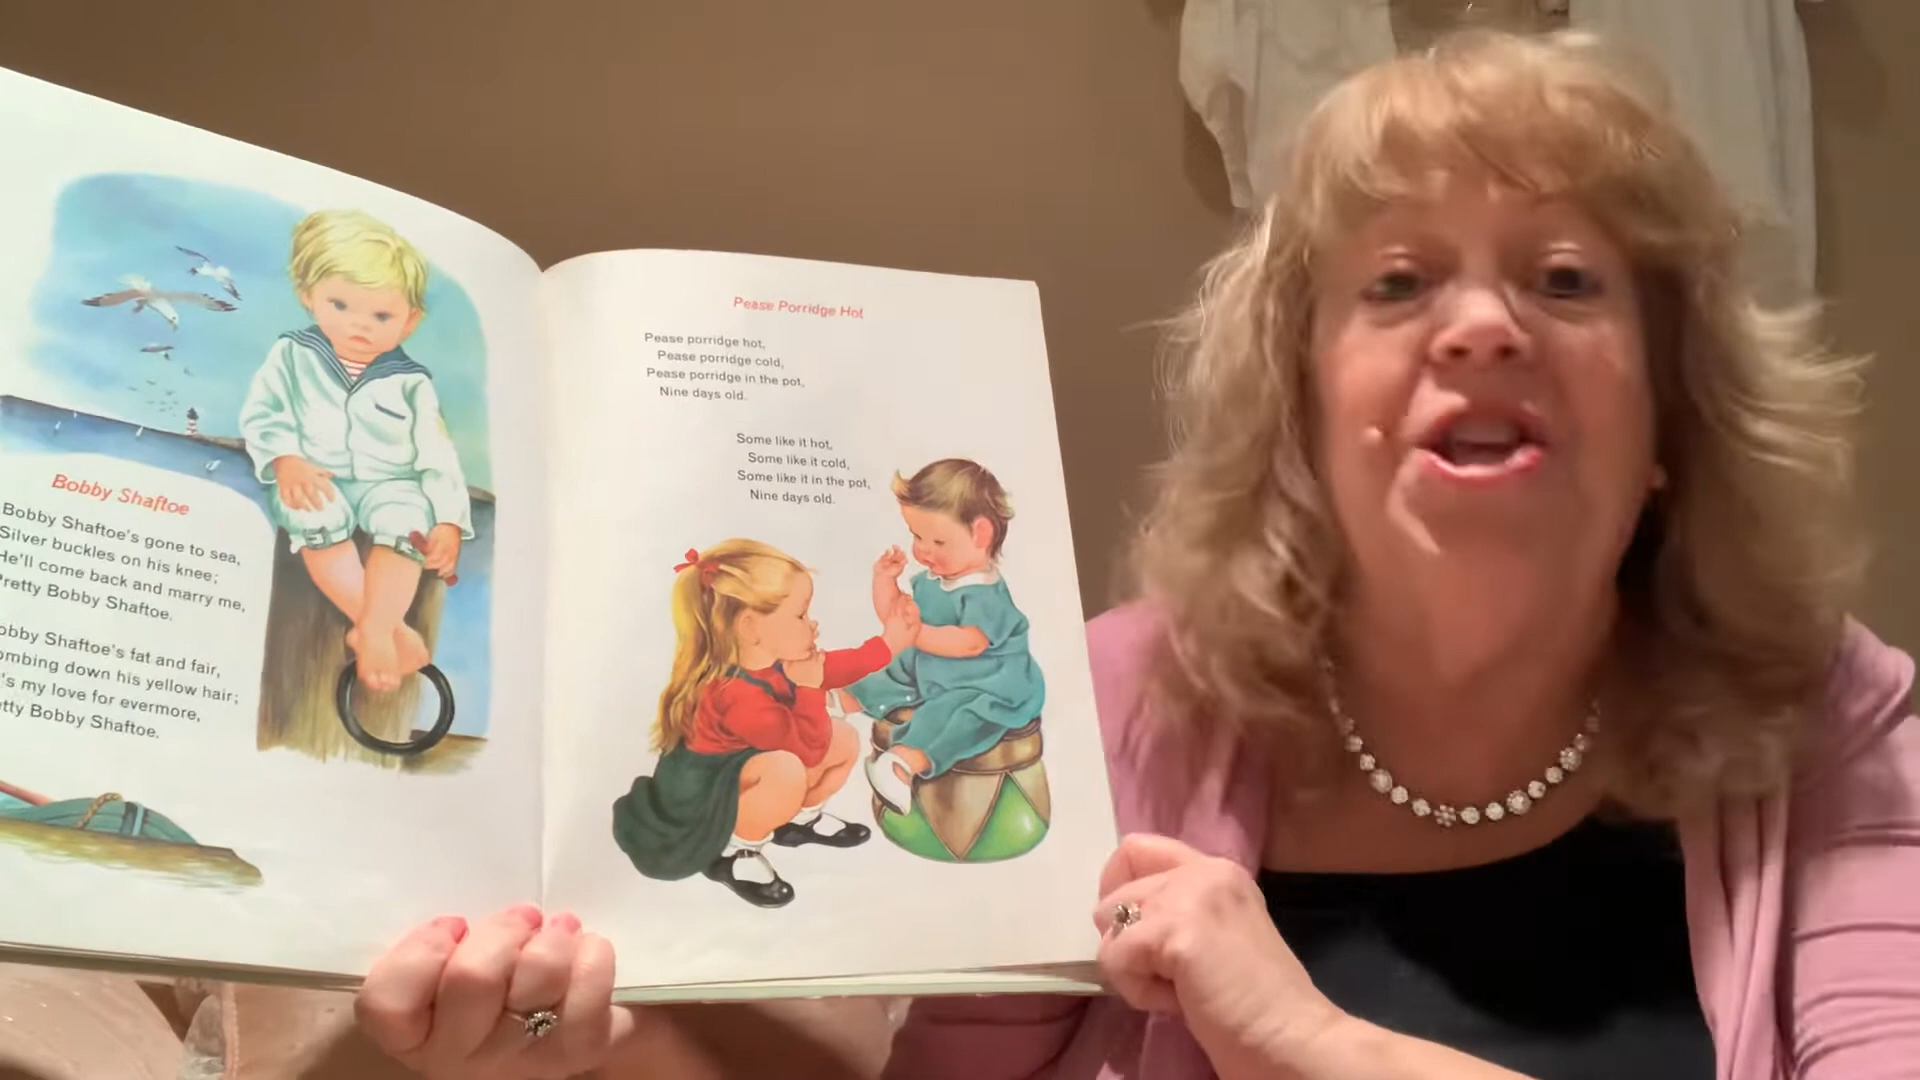 Bobby Shaftoe
Bobby Shaftoe's gone to sea,
Silver buckles on his knee;
He'll come back and marry me,
Pretty Bobby Shaftoe.
Bobby Shaftoe's fat and fair,
down his yellow hair;
my love for evermore,
Bobby Shaftoe.
Pease Porridge Hot
Pease porridge hot,
Pease porridge cold,
Pease porridge in the pot,
Nine days old.
Some like it hot,
Some like it cold,
Some like it in the pot,
Nine days old.